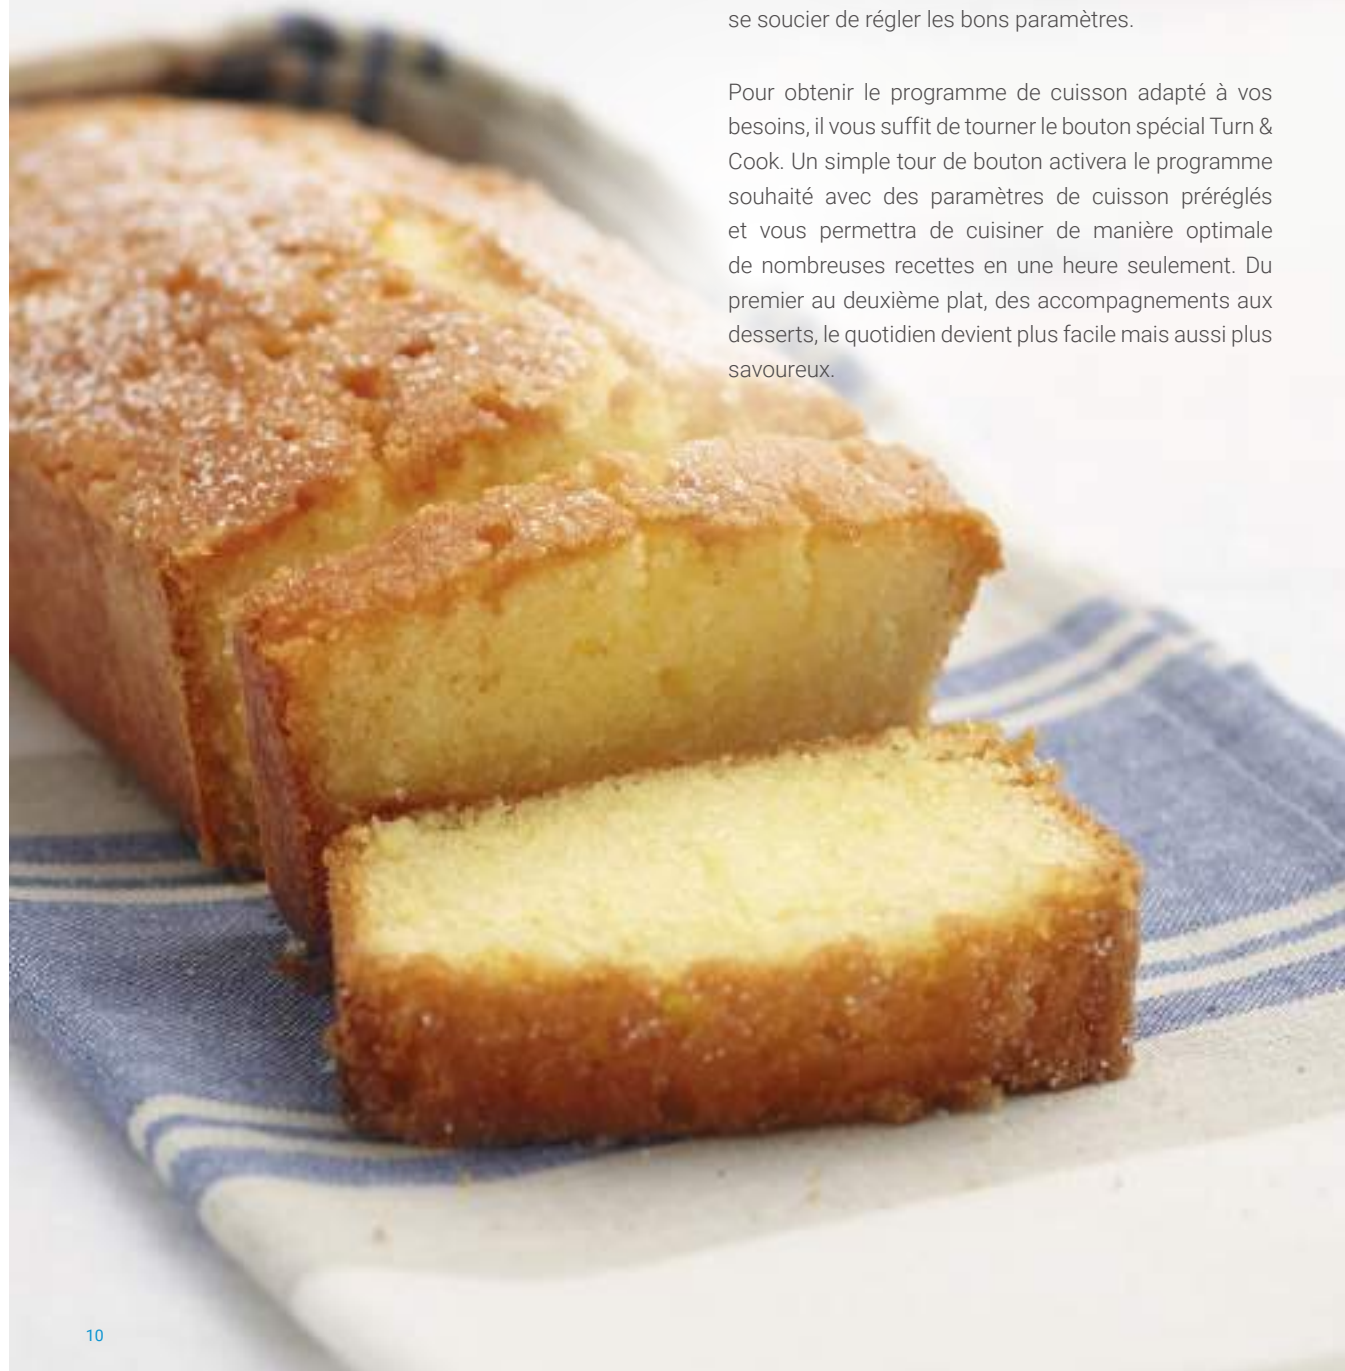 se soucier de régler les bons paramètres.
Pour obtenir le programme de cuisson adapté à vos
besoins, il vous suffit de tourner le bouton spécial Turn &
Cook. Un simple tour de bouton activera le programme
souhaité avec des paramètres de cuisson préréglés
et vous permettra de cuisiner de manière optimale
de nombreuses recettes en une heure seulement. Du
premier au deuxième plat, des accompagnements aux
desserts, le quotidien devient plus facile mais aussi plus
savoureux.
10